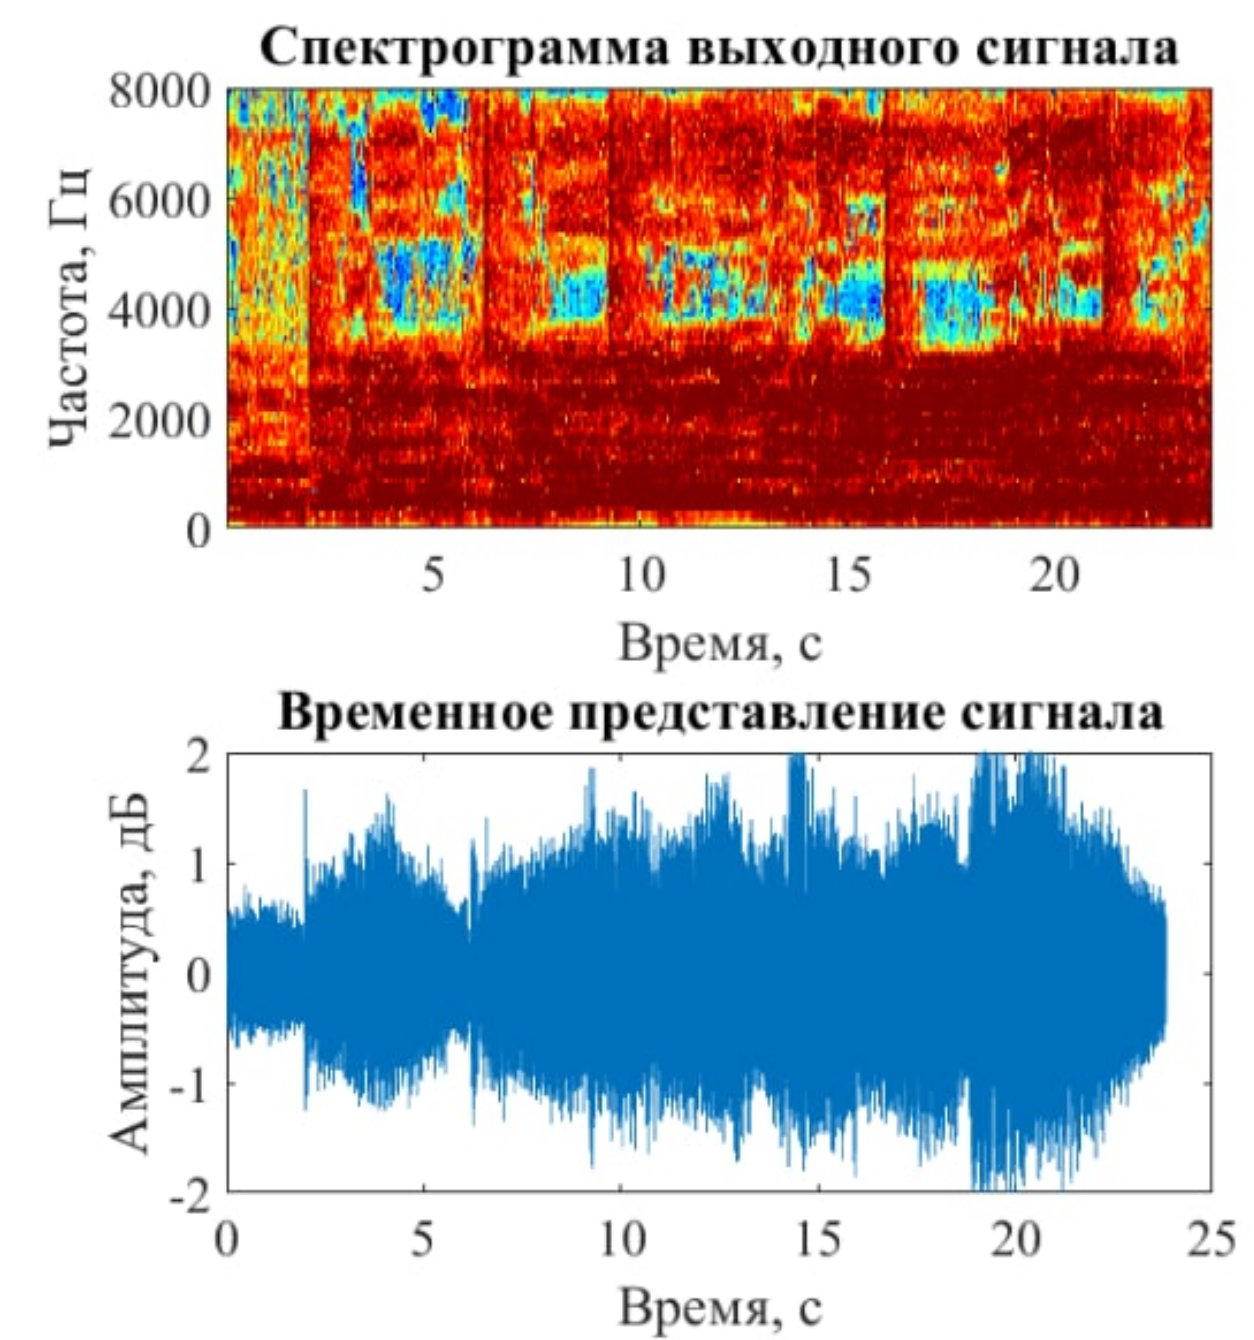 Спектрограмма выходного сигнала
8000
6000
4000
2000
0
Частота, Гц
5 10 15 20
Время, с
Временное представление сигнала
2
1
0
-1
-2
Амплитуда, дБ
0 5 10 15 20 25
Время, с